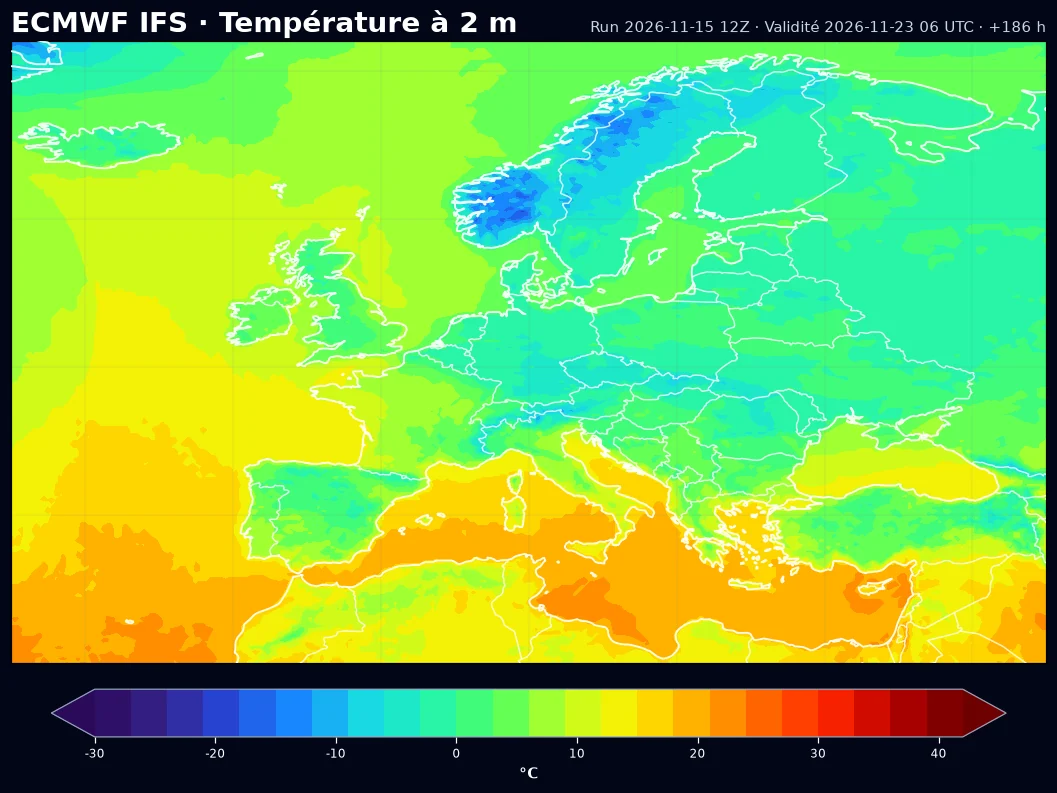 ECMWF IFS · Température à 2 m
Run 2026-11-15 12Z · Validité 2026-11-23 06 UTC · +186 h
-30 -20 -10 0 10 20 30 40
°C